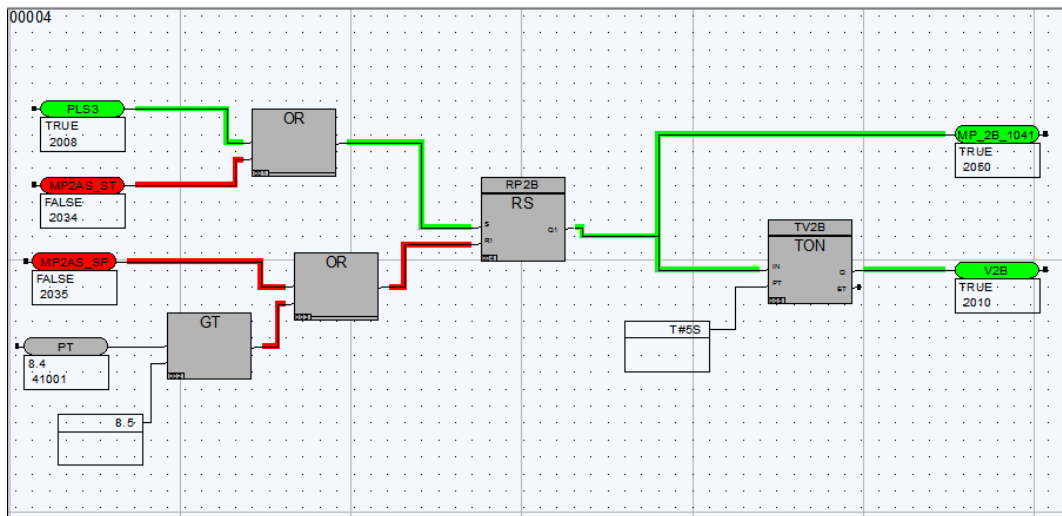 00004
PLS3
TRUE
2008
OR
MP2AS_ST
FALSE
2034
MP2AS_SP
FALSE
2035
OR
GT
PT
8.4
41001
8.5
RP2B
RS
S
R1
Q1
MP_2B_1041
TRUE
2050
TV2B
TON
IN
PT
Q
ET
T#5S
V2B
TRUE
2010